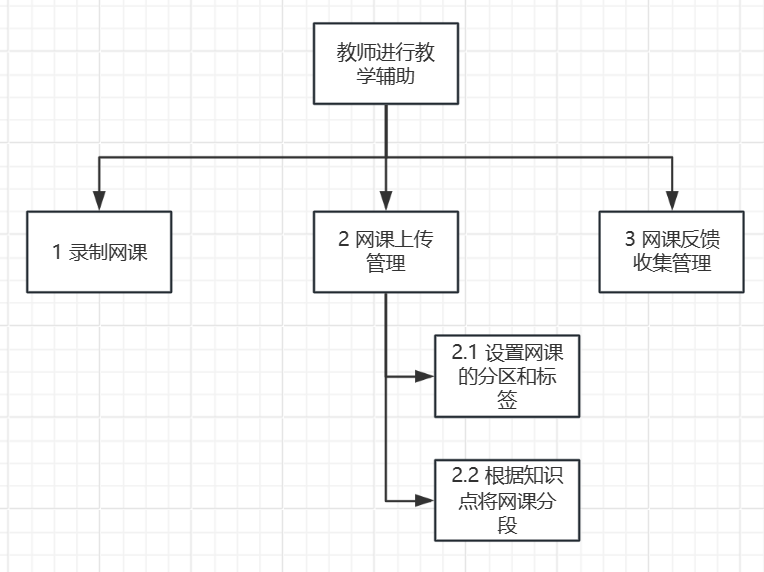 教师进行教
学辅助
1 录制网课
2 网课上传
管理
3 网课反馈
收集管理
2.1 设置网课
的分区和标
签
2.2 根据知识
点将网课分
段